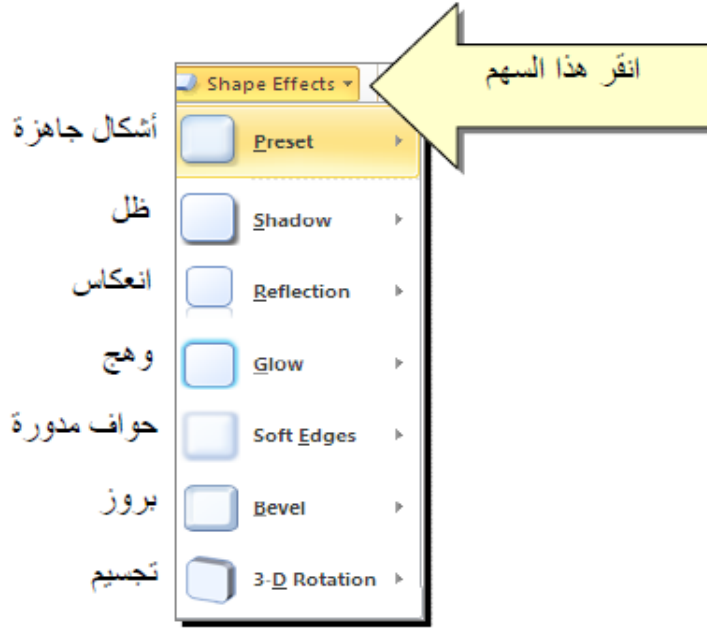 انقر هذا السهم
Shape Effects
أشكال جاهزة
Preset
ظل
Shadow
انعكاس
Reflection
وهج
Glow
حواف مدورة
Soft Edges
بروز
Bevel
تجسيم
3-D Rotation